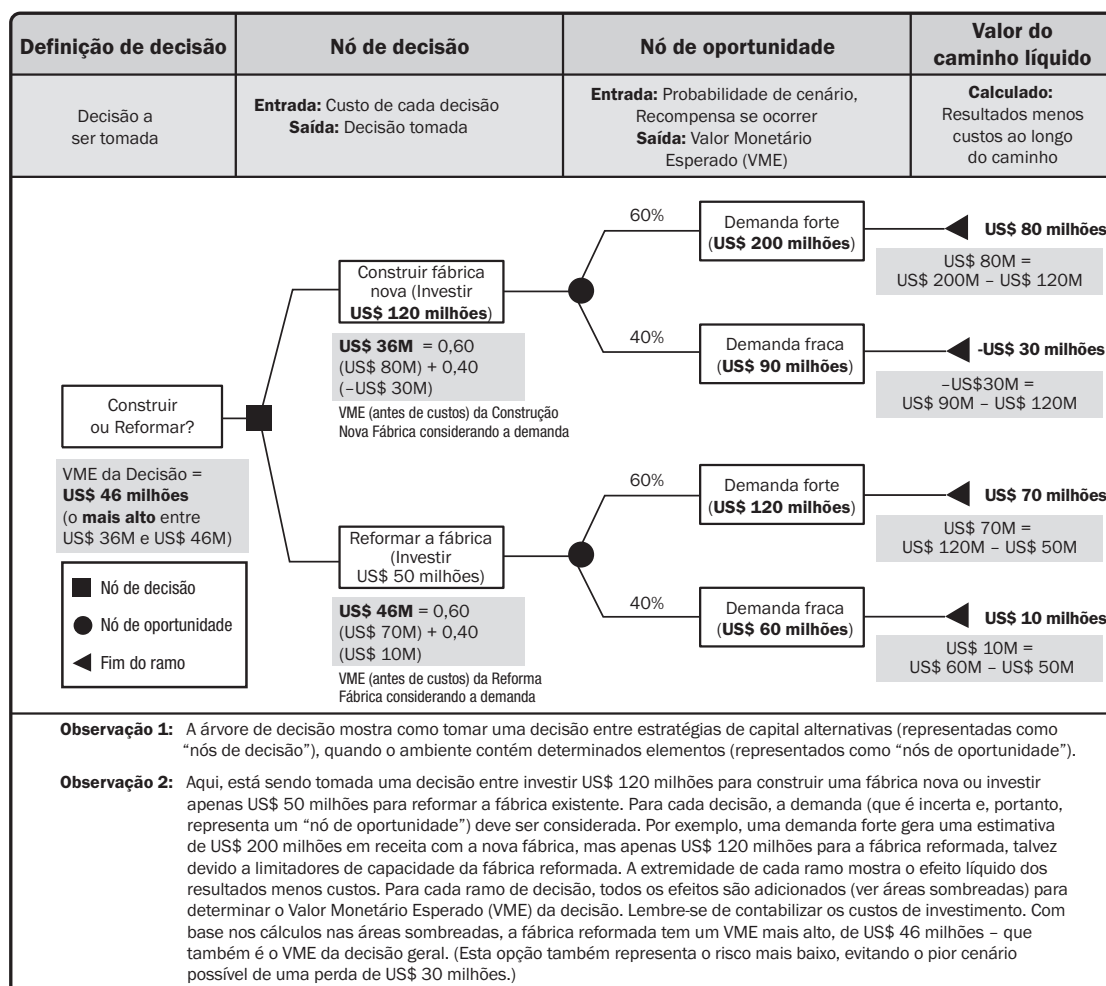 Definição de decisão
Nó de decisão
Nó de oportunidade
Valor do
caminho líquido
Decisão a
ser tomada
Entrada: Custo de cada decisão
Saída: Decisão tomada
Entrada: Probabilidade de cenário,
Recompensa se ocorrer
Saída: Valor Monetário
Esperado (VME)
Calculado:
Resultados menos
custos ao longo
do caminho
Construir
ou Reformar?
VME da Decisão =
US$ 46 milhões
(o mais alto entre
US$ 36M e US$ 46M)
Nó de decisão
Nó de oportunidade
Fim do ramo
Construir fábrica
nova (Investir
US$ 120 milhões)
US$ 36M = 0,60
(US$ 80M) + 0,40
(–US$ 30M)
VME (antes de custos) da Construção
Nova Fábrica considerando a demanda
Reformar a fábrica
(Investir
US$ 50 milhões)
US$ 46M = 0,60
(US$ 70M) + 0,40
(US$ 10M)
VME (antes de custos) da Reforma
Fábrica considerando a demanda
60%
Demanda forte
(US$ 200 milhões)
US$ 80 milhões
US$ 80M =
US$ 200M – US$ 120M
40%
Demanda fraca
(US$ 90 milhões)
-US$ 30 milhões
–US$30M =
US$ 90M – US$ 120M
60%
Demanda forte
(US$ 120 milhões)
US$ 70 milhões
US$ 70M =
US$ 120M – US$ 50M
40%
Demanda fraca
(US$ 60 milhões)
US$ 10 milhões
US$ 10M =
US$ 60M – US$ 50M
Observação 1: A árvore de decisão mostra como tomar uma decisão entre estratégias de capital alternativas (representadas como
“nós de decisão”), quando o ambiente contém determinados elementos (representados como “nós de oportunidade”).
Observação 2: Aqui, está sendo tomada uma decisão entre investir US$ 120 milhões para construir uma fábrica nova ou investir
apenas US$ 50 milhões para reformar a fábrica existente. Para cada decisão, a demanda (que é incerta e, portanto,
representa um “nó de oportunidade”) deve ser considerada. Por exemplo, uma demanda forte gera uma estimativa
de US$ 200 milhões em receita com a nova fábrica, mas apenas US$ 120 milhões para a fábrica reformada, talvez
devido a limitadores de capacidade da fábrica reformada. A extremidade de cada ramo mostra o efeito líquido dos
resultados menos custos. Para cada ramo de decisão, todos os efeitos são adicionados (ver áreas sombreadas) para
determinar o Valor Monetário Esperado (VME) da decisão. Lembre-se de contabilizar os custos de investimento. Com
base nos cálculos nas áreas sombreadas, a fábrica reformada tem um VME mais alto, de US$ 46 milhões – que
também é o VME da decisão geral. (Esta opção também representa o risco mais baixo, evitando o pior cenário
possível de uma perda de US$ 30 milhões.)